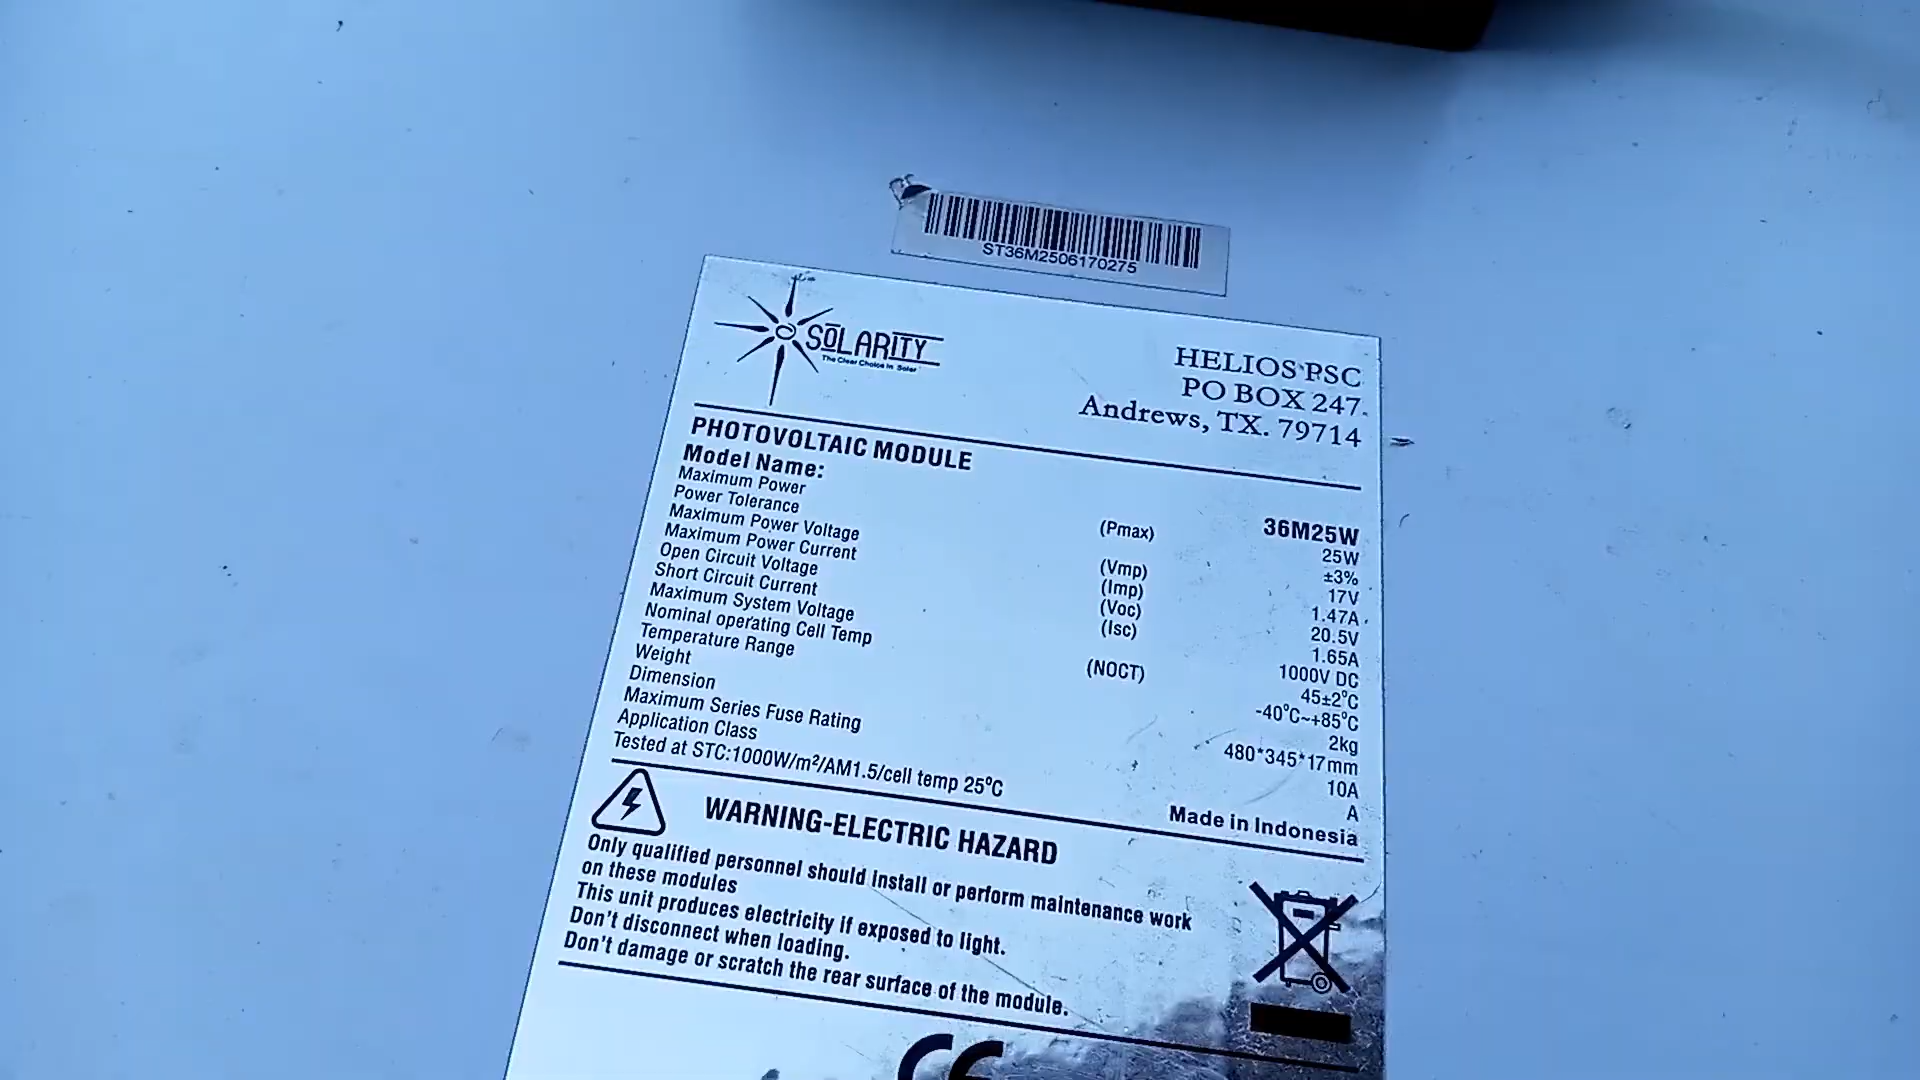 ST36M2506170275
SOLARITY
The Clear Choice In Solar
HELIOS PSC
PO BOX 247
Andrews, TX. 79714
PHOTOVOLTAIC MODULE
Model Name: 36M25W
Maximum Power (Pmax) 25W
Power Tolerance ±3%
Maximum Power Voltage (Vmp) 17V
Maximum Power Current (Imp) 1.47A
Open Circuit Voltage (Voc) 20.5V
Short Circuit Current (Isc) 1.65A
Maximum System Voltage 1000V DC
Nominal operating Cell Temp (NOCT) 45±2°C
Temperature Range -40°C~+85°C
Weight 2kg
Dimension 480*345*17mm
Maximum Series Fuse Rating 10A
Application Class A
Tested at STC:1000W/m²/AM1.5/cell temp 25°C Made in Indonesia
WARNING-ELECTRIC HAZARD
Only qualified personnel should install or perform maintenance work
on these modules
This unit produces electricity if exposed to light.
Don't disconnect when loading.
Don't damage or scratch the rear surface of the module.
CE